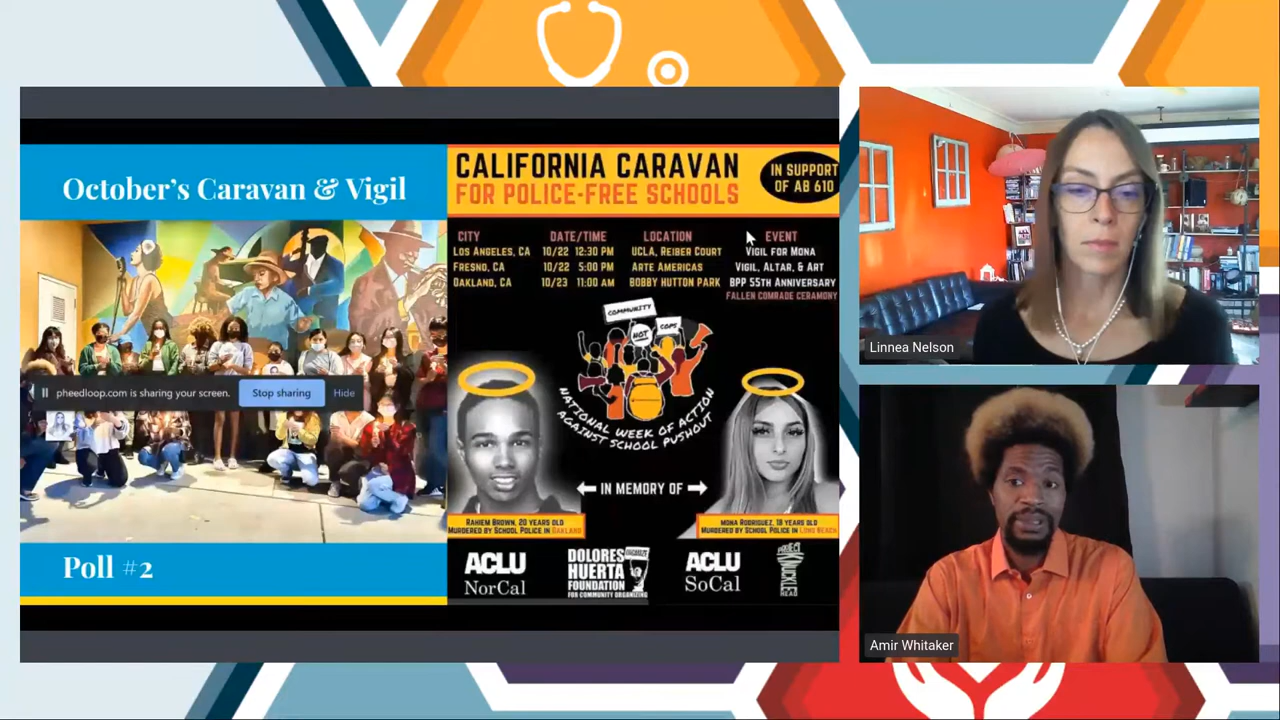 October's Caravan & Vigil
pheedloop.com is sharing your screen.
Stop sharing
Hide
Poll #2
CALIFORNIA CARAVAN
FOR POLICE-FREE SCHOOLS
IN SUPPORT
OF AB 610
CITY DATE/TIME LOCATION EVENT
LOS ANGELES, CA 10/22 12:30 PM UCLA, REIBER COURT VIGIL FOR MONA
FRESNO, CA 10/22 5:00 PM ARTE AMERICAS VIGIL, ALTAR, & ART
OAKLAND, CA 10/23 11:00 AM BOBBY HUTTON PARK BPP 55TH ANNIVERSARY
FALLEN COMRADE CEREMONY
COMMUNITY
NOT
COPS
NATIONAL WEEK OF ACTION
AGAINST SCHOOL PUSHOUT
IN MEMORY OF
RAHIEM BROWN, 20 YEARS OLD
MURDERED BY SCHOOL POLICE IN OAKLAND
MONA RODRIGUEZ, 18 YEARS OLD
MURDERED BY SCHOOL POLICE IN LONG BEACH
ACLU
NorCal
DOLORES
HUERTA
FOUNDATION
FOR COMMUNITY ORGANIZING
ACLU
SoCal
PROJECT
KNUCKLE
HEAD
Linnea Nelson
Amir Whitaker